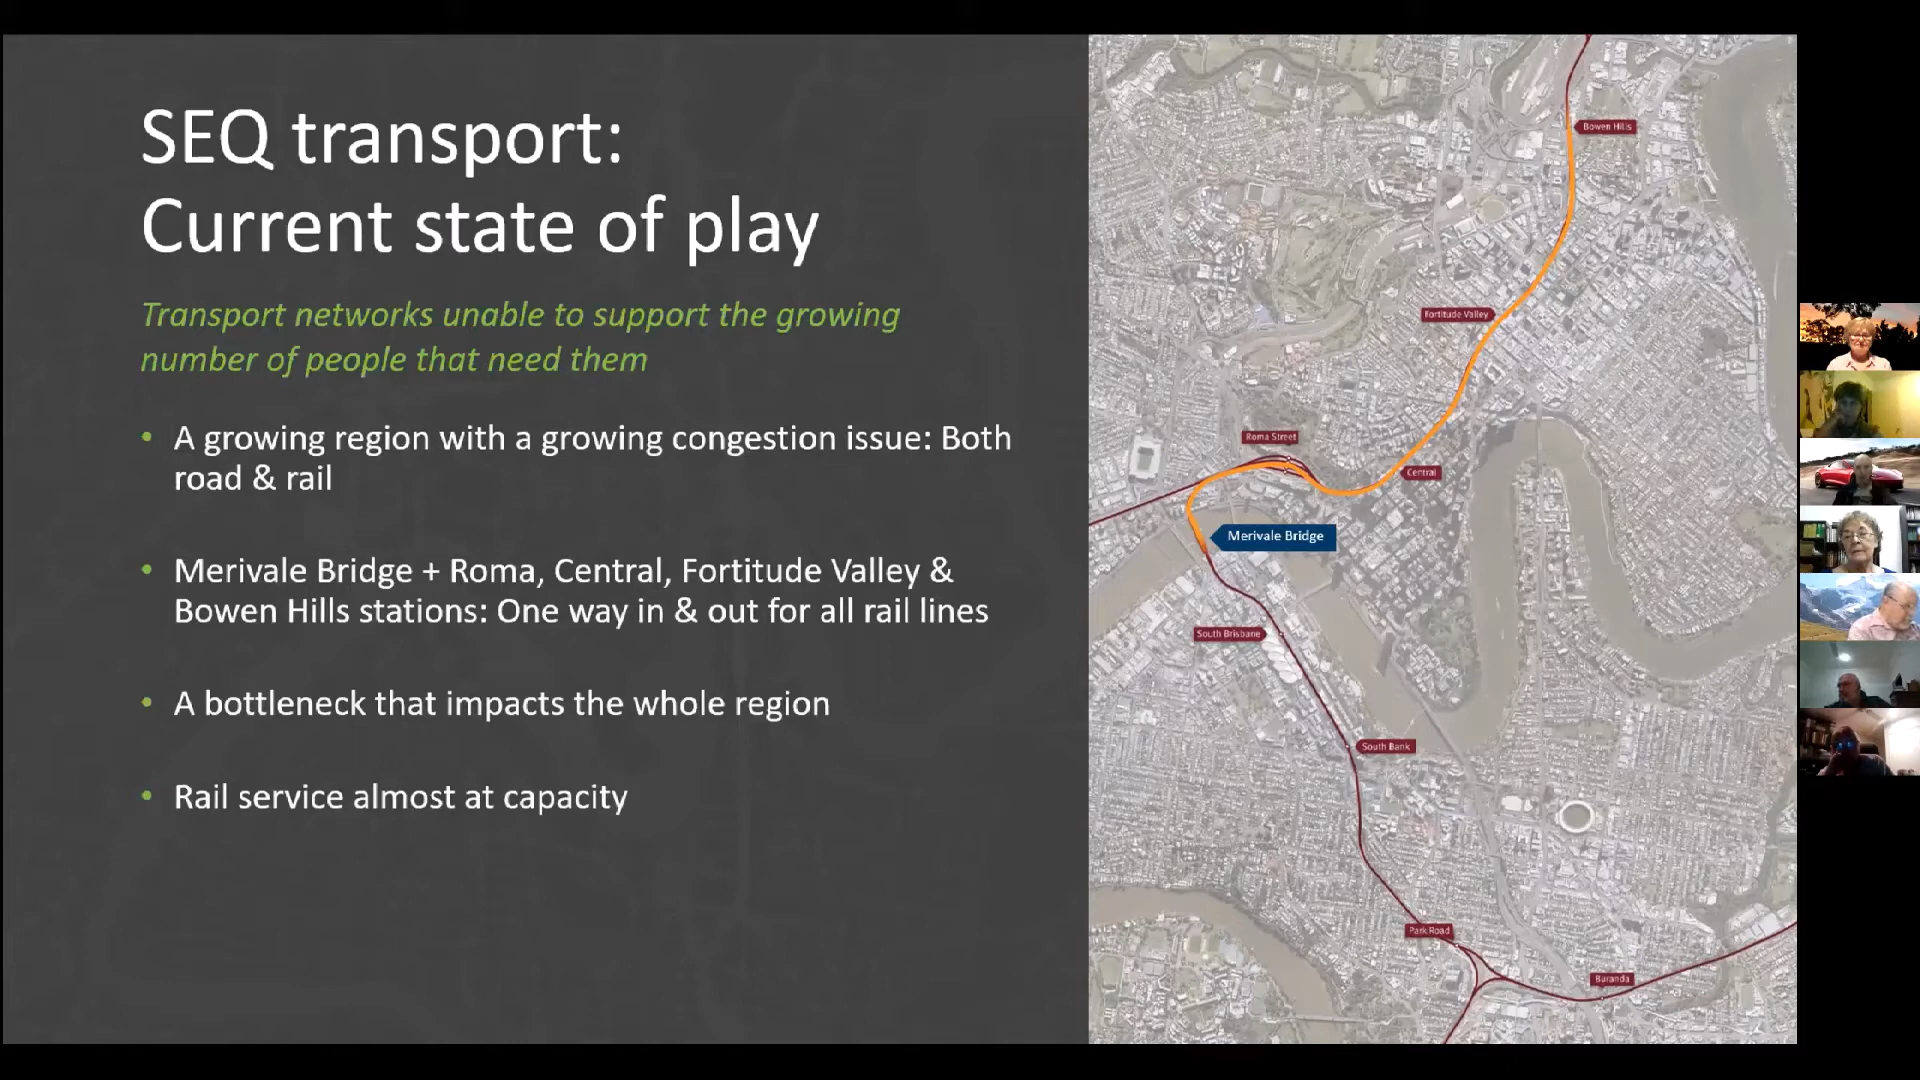 SEQ transport:
Current state of play
Transport networks unable to support the growing
number of people that need them
• A growing region with a growing congestion issue: Both
road & rail
• Merivale Bridge + Roma, Central, Fortitude Valley &
Bowen Hills stations: One way in & out for all rail lines
• A bottleneck that impacts the whole region
• Rail service almost at capacity
Bowen Hills
Fortitude Valley
Roma Street
Central
Merivale Bridge
South Brisbane
South Bank
Park Road
Buranda